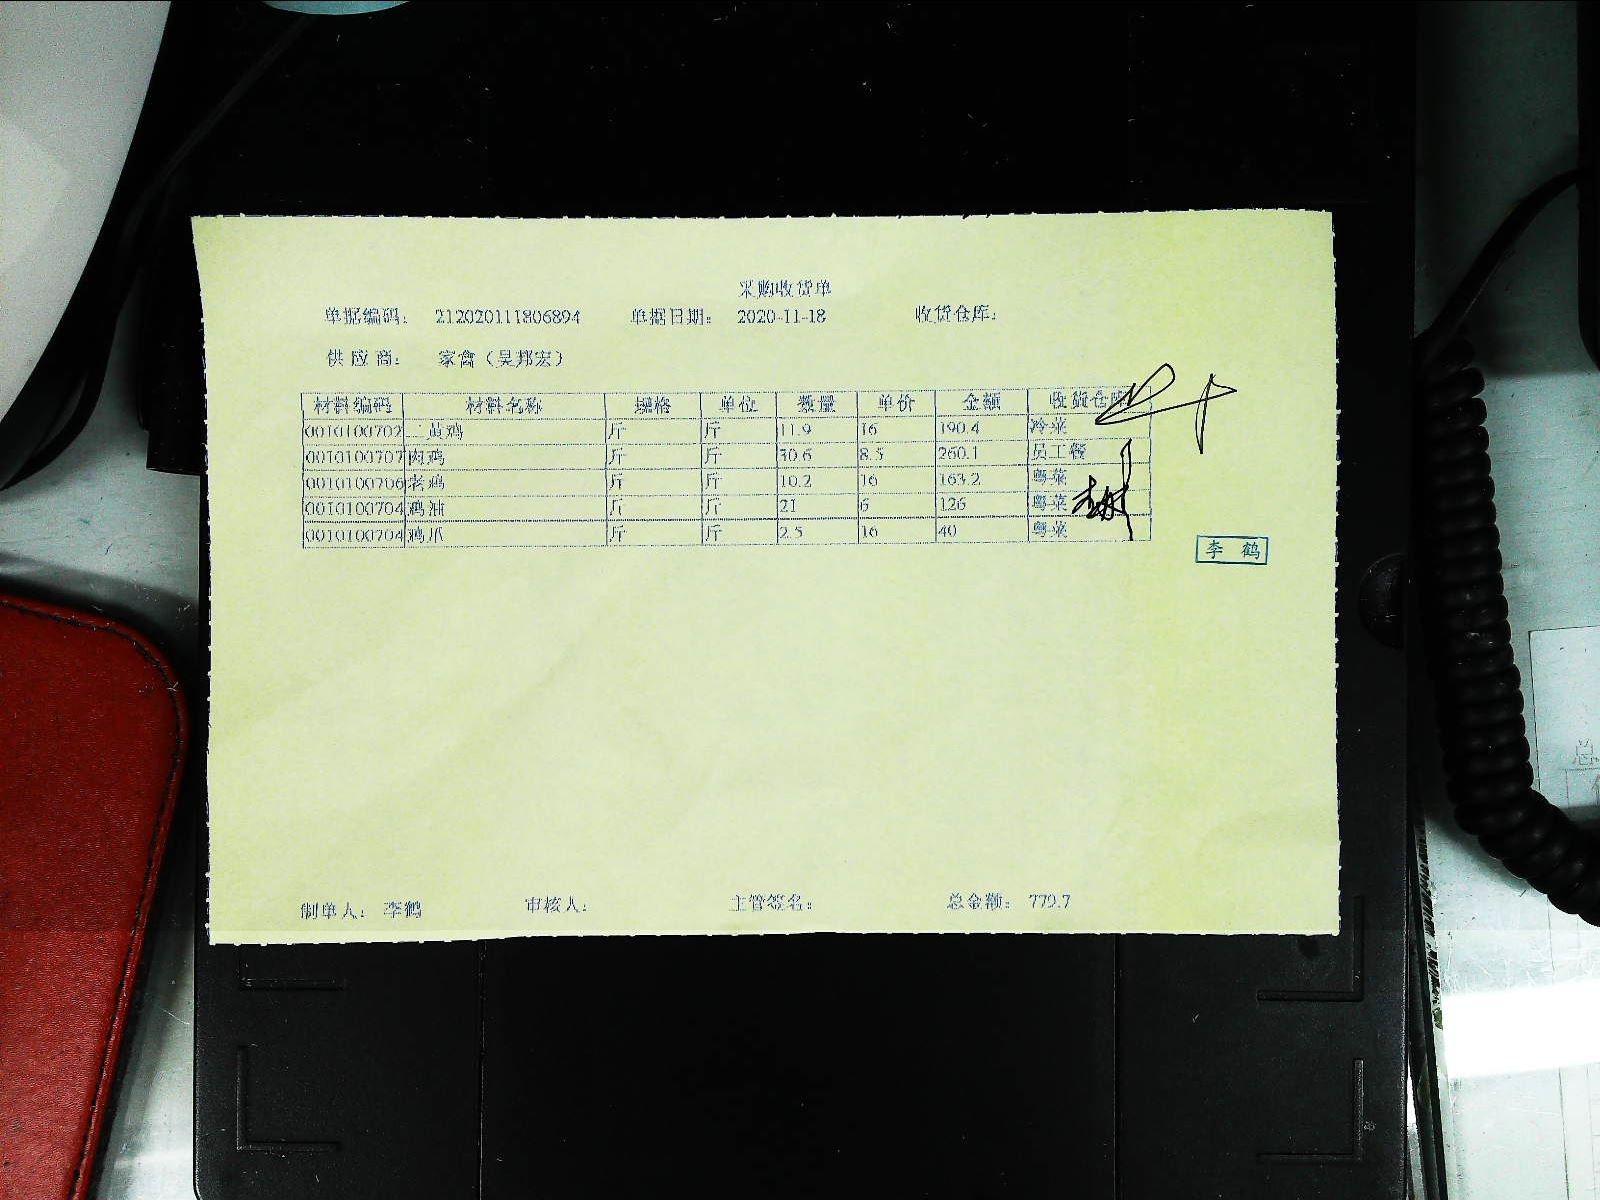 采购收货单
单据编码： 212020111806894 单据日期： 2020-11-18 收货仓库：
供应商： 家禽（吴邦宏）
材料编码 材料名称 规格 单位 数量 单价 金额 收货仓库
0010100702 三黄鸡 斤 斤 11.9 16 190.4 冷菜
0010100707 肉鸡 斤 斤 30.6 8.5 260.1 员工餐
0010100706 老鸡 斤 斤 10.2 16 163.2 粤菜
0010100704 鸡油 斤 斤 21 6 126 粤菜
0010100704 鸡爪 斤 斤 2.5 16 40 粤菜
李鹤
制单人： 李鹤 审核人： 主管签名： 总金额： 779.7
总